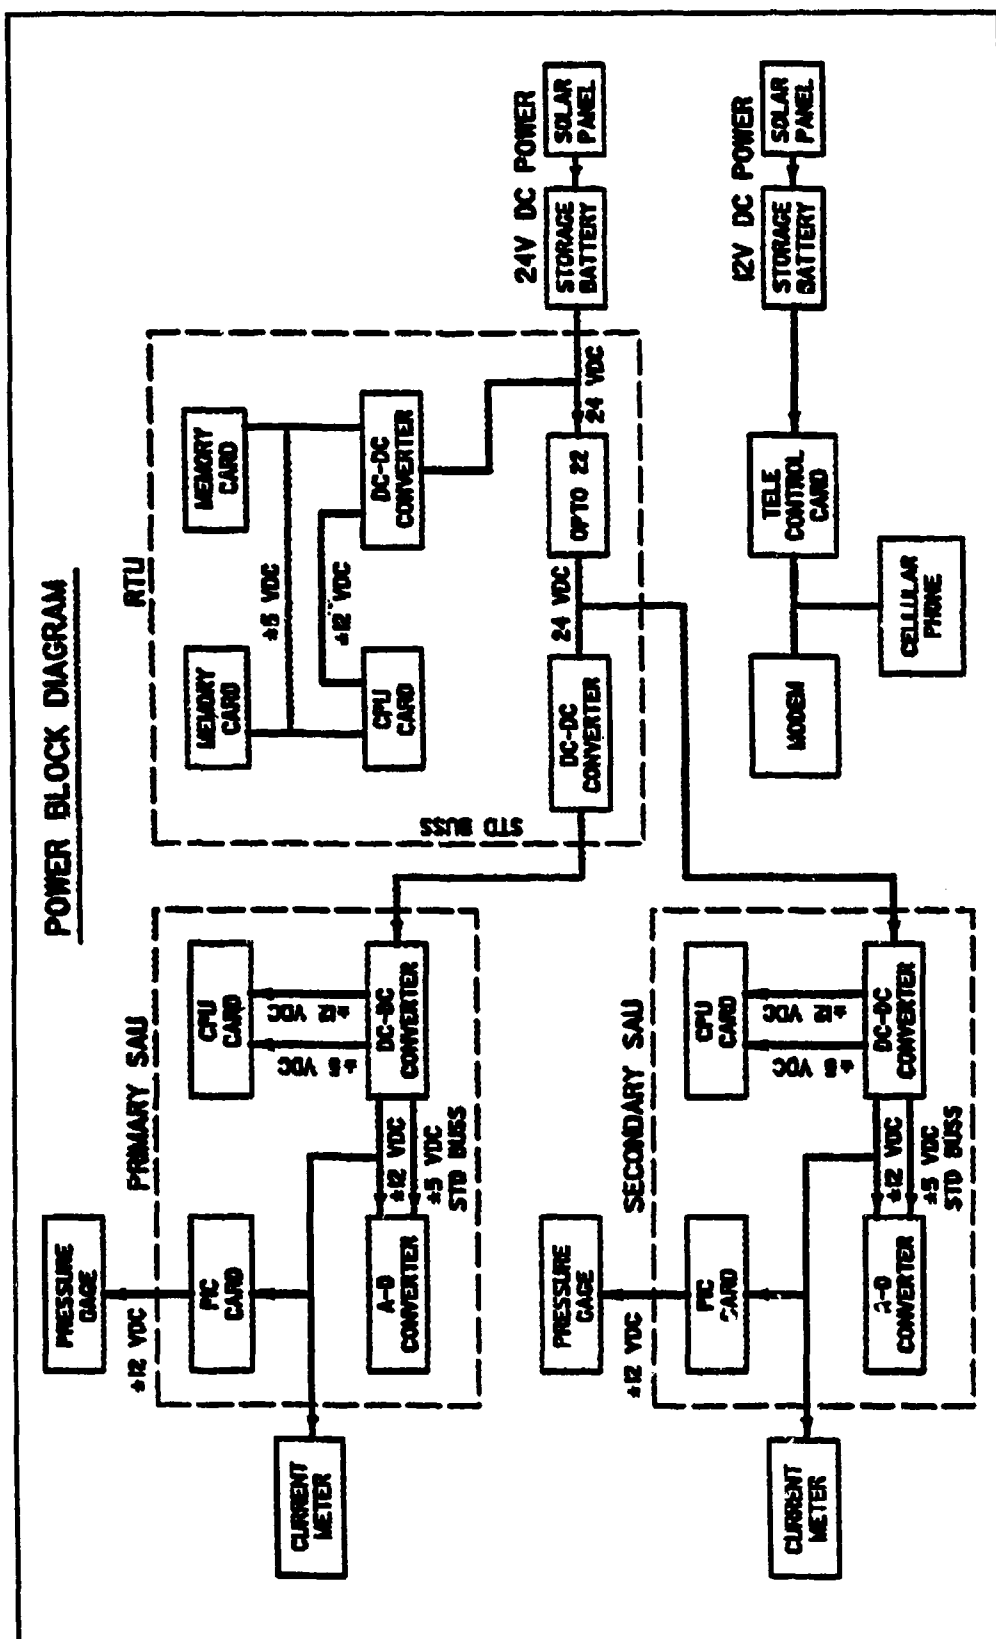 POWER BLOCK DIAGRAM
PRESSURE
GAGE
±12 VDC
PRIMARY SAU
PIC
CARD
CPU
CARD
±5 VDC
±12 VDC
A-D
CONVERTER
±12 VDC
±5 VDC
STD BUSS
DC-DC
CONVERTER
CURRENT
METER
RTU
MEMORY
CARD
MEMORY
CARD
±5 VDC
±12 VDC
CPU
CARD
DC-DC
CONVERTER
STD BUSS
DC-DC
CONVERTER
24 VDC
OPTO 22
24 VDC
24V DC POWER
STORAGE
BATTERY
SOLAR
PANEL
PRESSURE
GAGE
±12 VDC
SECONDARY SAU
PIC
CARD
CPU
CARD
±5 VDC
±12 VDC
A-D
CONVERTER
±12 VDC
±5 VDC
STD BUSS
DC-DC
CONVERTER
CURRENT
METER
12V DC POWER
MODEM
TELE
CONTROL
CARD
STORAGE
BATTERY
SOLAR
PANEL
CELLULAR
PHONE